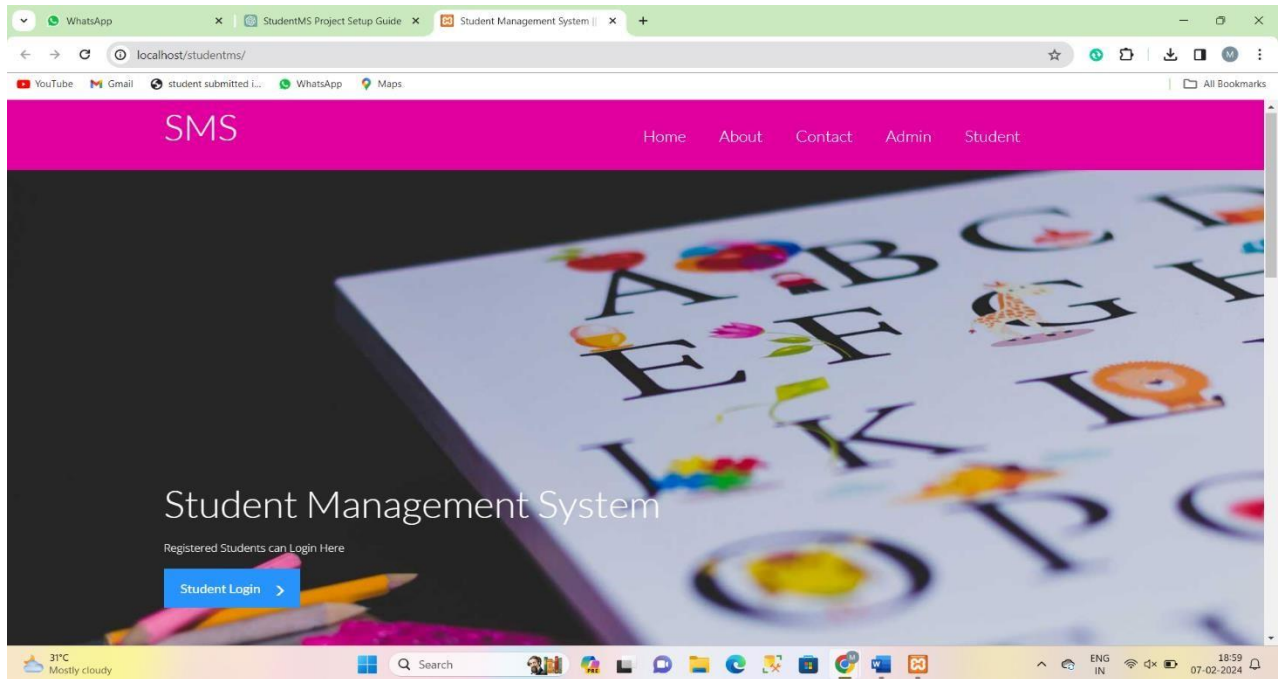 WhatsApp
StudentMS Project Setup Guide
Student Management System ||
localhost/studentms/
M
YouTube
Gmail
student submitted i...
WhatsApp
Maps
All Bookmarks
SMS
Home
About
Contact
Admin
Student
A B C D
E F G H
I K L
O P Q
Student Management System
Registered Students can Login Here
Student Login
31°C
Mostly cloudy
Search
PRE
ENG
IN
18:59
07-02-2024